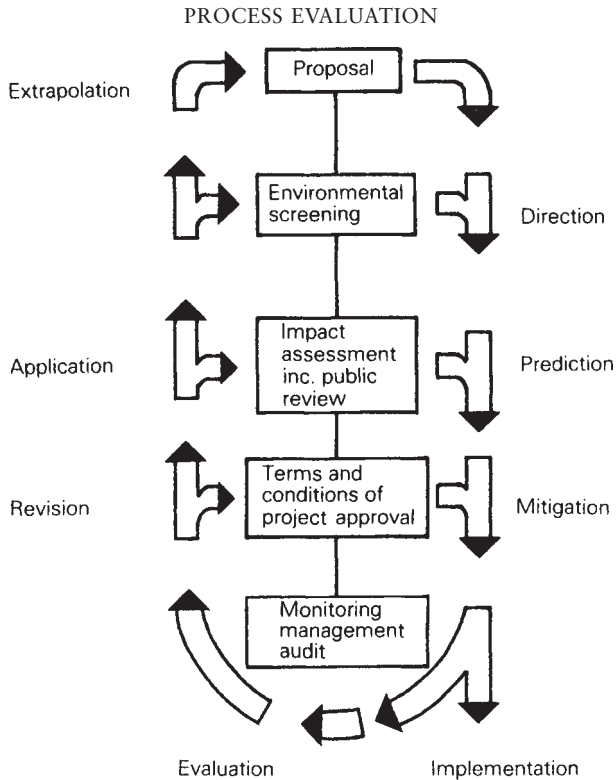 PROCESS EVALUATION
Proposal
Extrapolation
Environmental
screening
Direction
Impact
assessment
inc. public
review
Application
Prediction
Terms and
conditions of
project approval
Revision
Mitigation
Monitoring
management
audit
Evaluation
Implementation